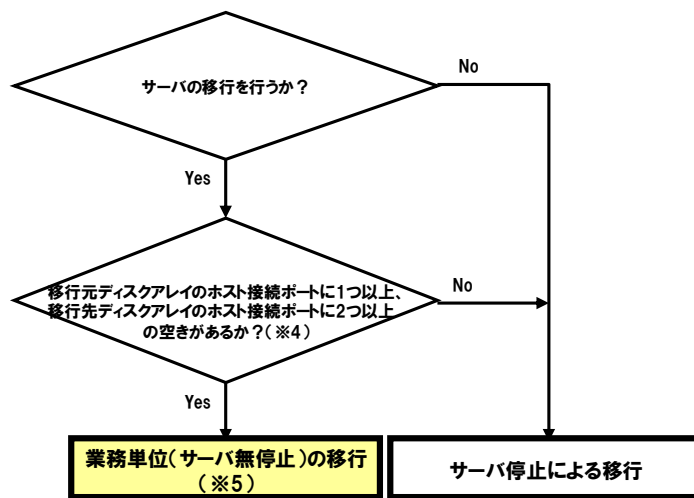 サーバの移行を行うか？
No
Yes
移行元ディスクアレイのホスト接続ポートに1つ以上、
移行先ディスクアレイのホスト接続ポートに2つ以上
の空きがあるか？（※4）
No
Yes
業務単位（サーバ無停止）の移行
（※5）
サーバ停止による移行